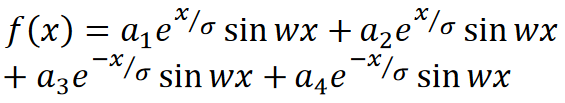 f(x) = a₁e^{x/σ} sin wx + a₂e^{x/σ} sin wx
+ a₃e^{-x/σ} sin wx + a₄e^{-x/σ} sin wx